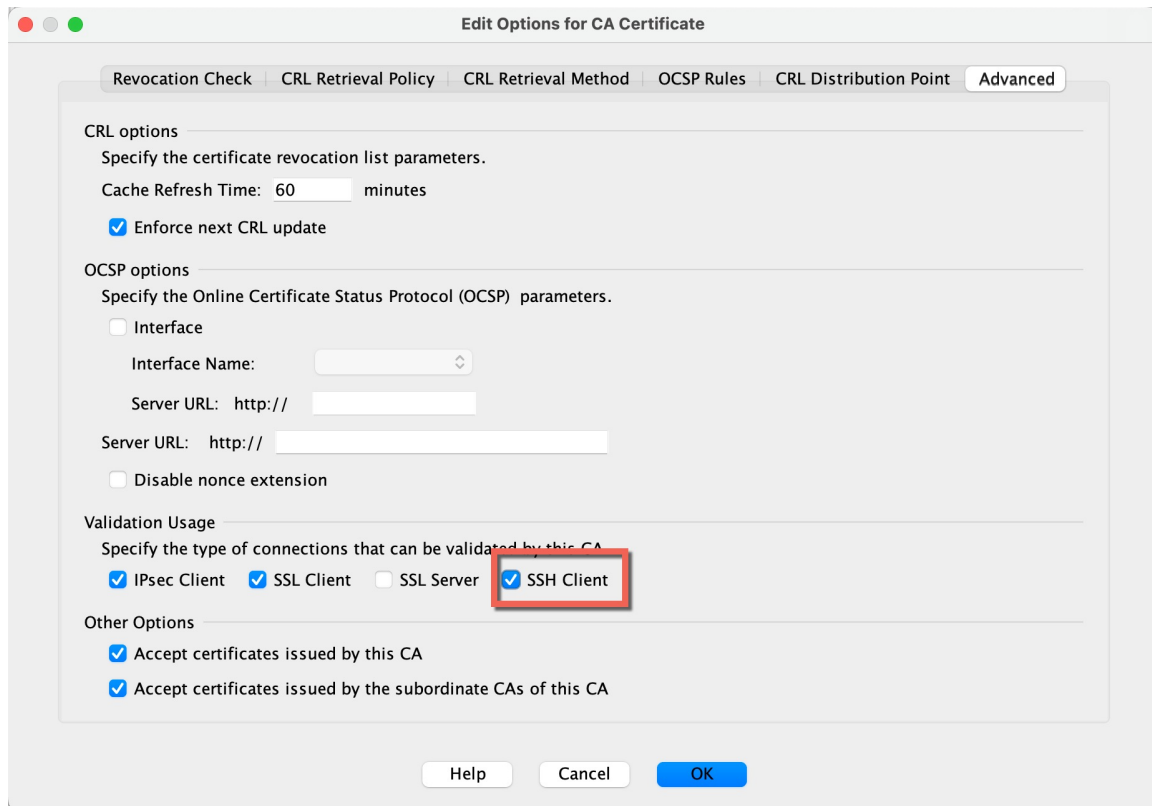 Edit Options for CA Certificate
Revocation Check CRL Retrieval Policy CRL Retrieval Method OCSP Rules CRL Distribution Point Advanced
CRL options
Specify the certificate revocation list parameters.
Cache Refresh Time: 60 minutes
Enforce next CRL update
OCSP options
Specify the Online Certificate Status Protocol (OCSP) parameters.
Interface
Interface Name:
Server URL: http://
Server URL: http://
Disable nonce extension
Validation Usage
Specify the type of connections that can be validated by this CA
IPsec Client SSL Client SSL Server SSH Client
Other Options
Accept certificates issued by this CA
Accept certificates issued by the subordinate CAs of this CA
Help Cancel OK